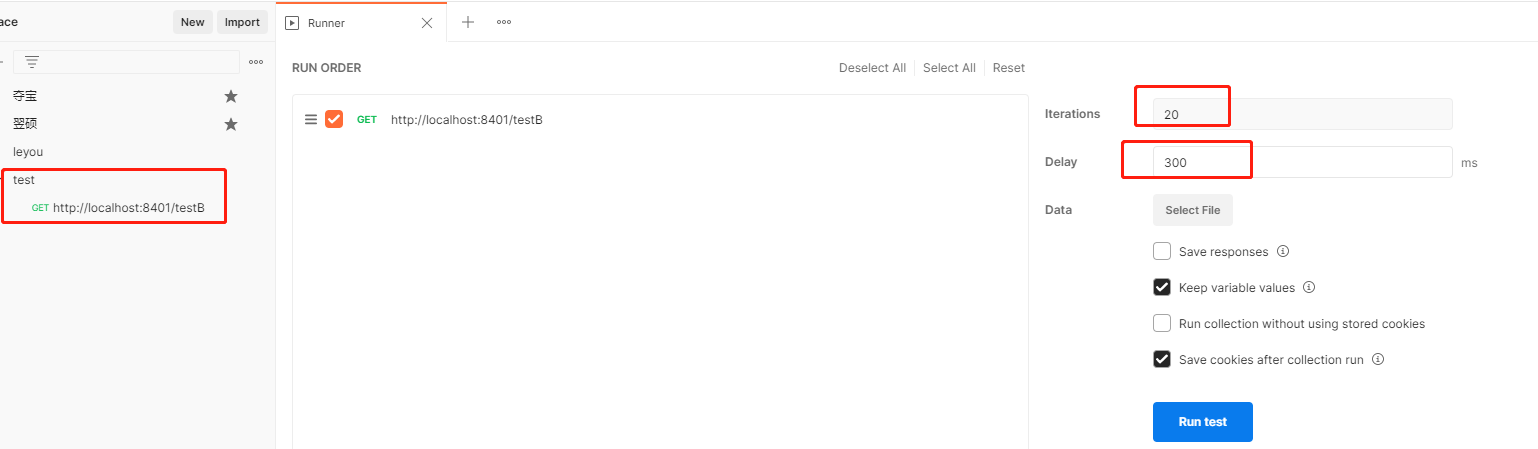 ace
New
Import
夺宝
翌硕
leyou
test
GET http://localhost:8401/testB
Runner
RUN ORDER
Deselect All
Select All
Reset
GET http://localhost:8401/testB
Iterations
20
Delay
300
ms
Data
Select File
Save responses
Keep variable values
Run collection without using stored cookies
Save cookies after collection run
Run test